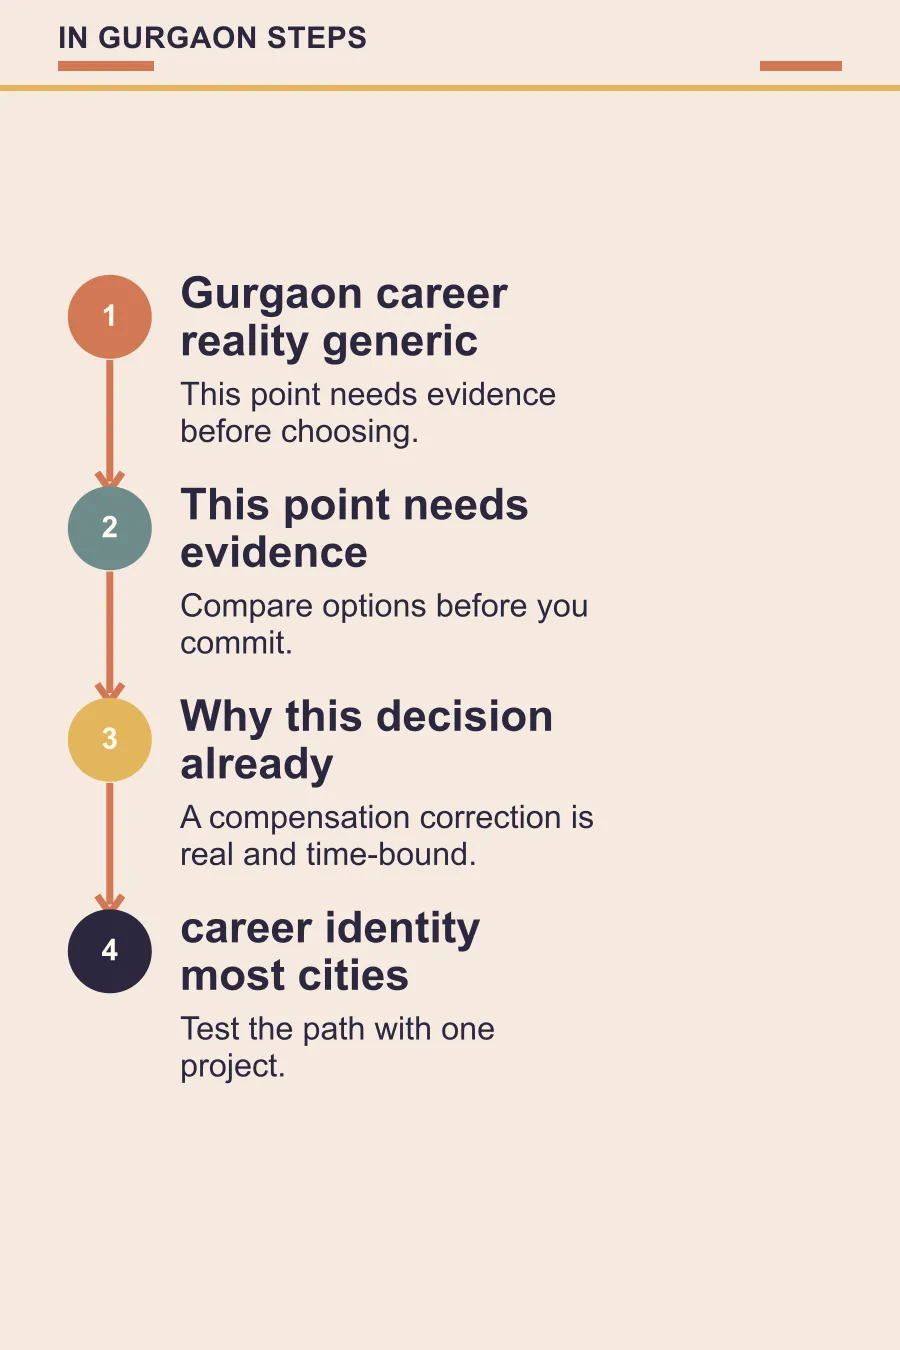 IN GURGAON STEPS
1
Gurgaon career
reality generic
This point needs evidence
before choosing.
2
This point needs
evidence
Compare options before you
commit.
3
Why this decision
already
A compensation correction is
real and time-bound.
4
career identity
most cities
Test the path with one
project.